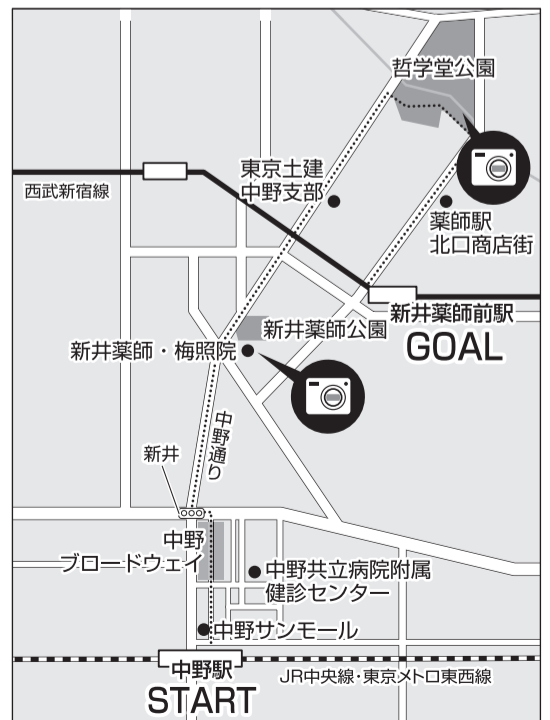 哲学堂公園
東京土建
中野支部
西武新宿線
薬師駅
北口商店街
新井薬師前駅
GOAL
新井薬師公園
新井薬師・梅照院
中野通り
新井
中野
ブロードウェイ
中野共立病院附属
健診センター
中野サンモール
中野駅
START
JR中央線・東京メトロ東西線